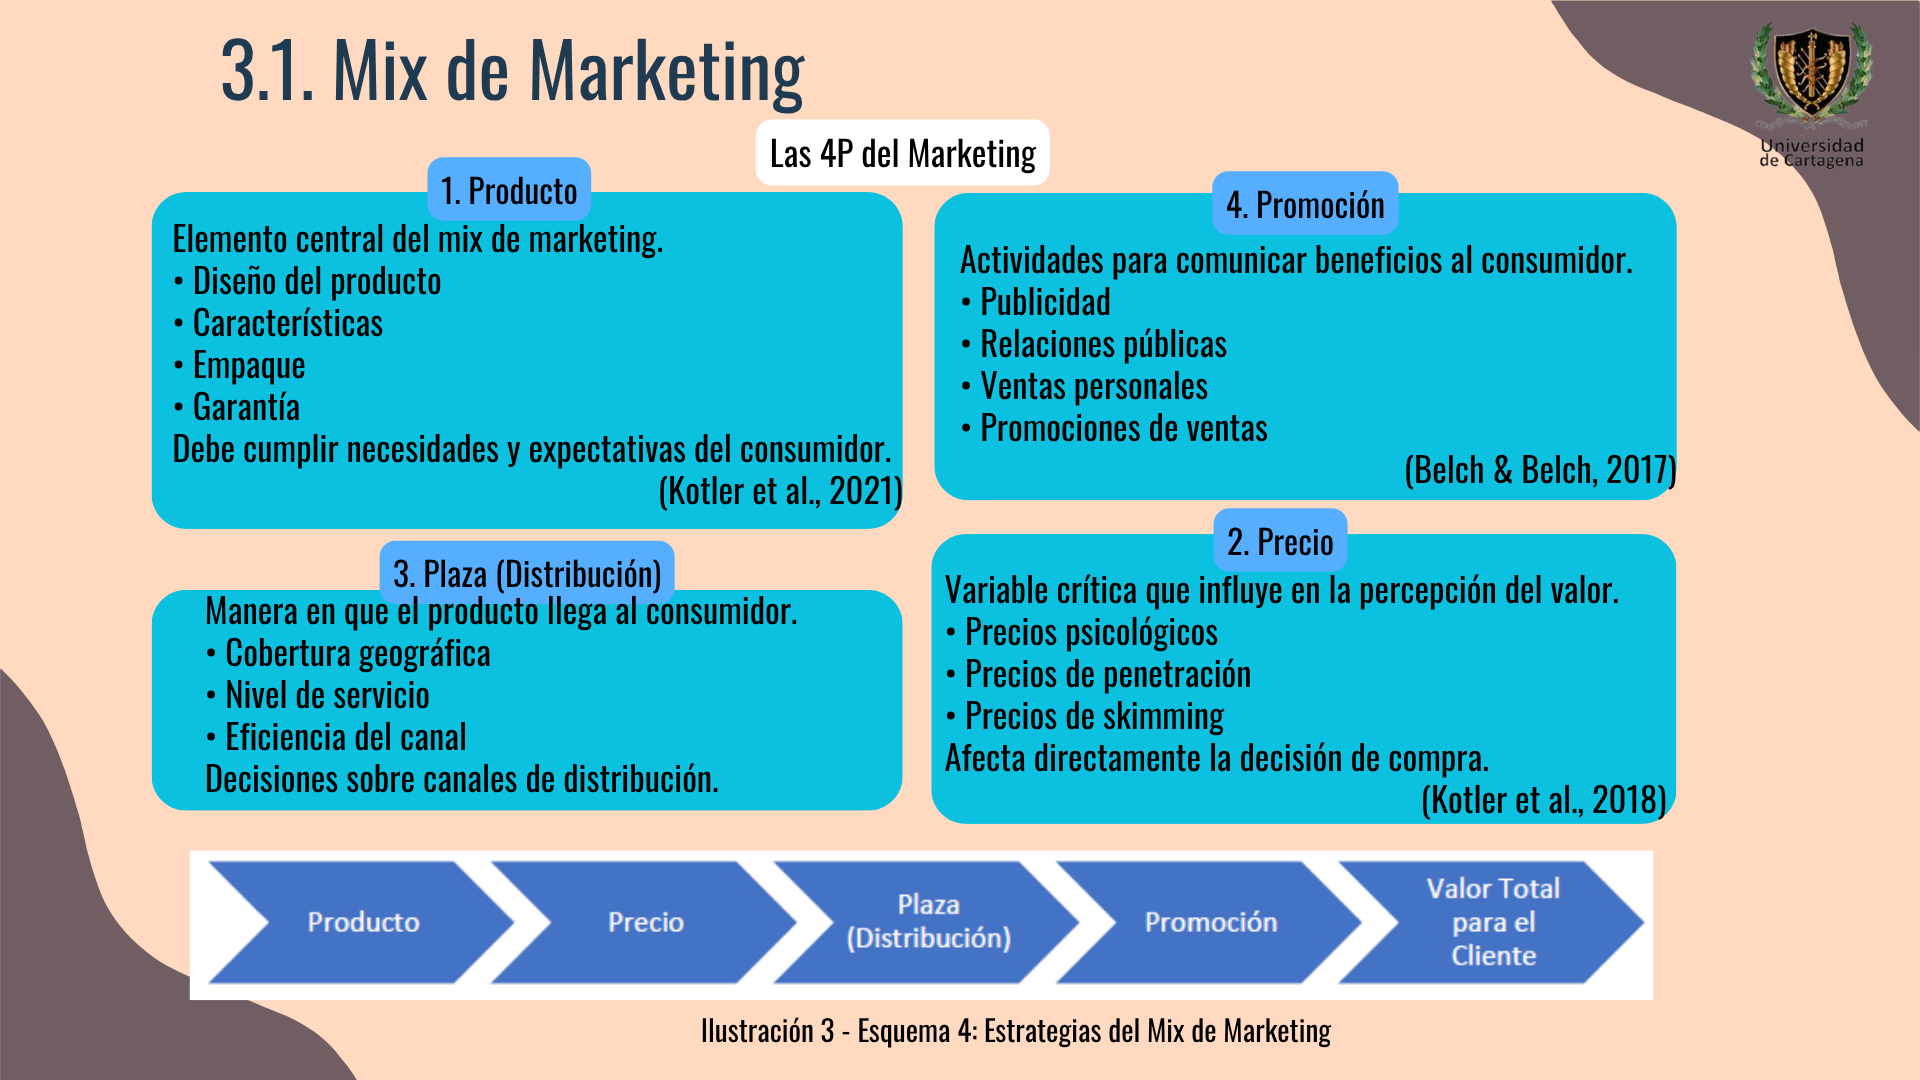 3.1. Mix de Marketing
Universidad
de Cartagena
Las 4P del Marketing
1. Producto
Elemento central del mix de marketing.
• Diseño del producto
• Características
• Empaque
• Garantía
Debe cumplir necesidades y expectativas del consumidor.
(Kotler et al., 2021)
4. Promoción
Actividades para comunicar beneficios al consumidor.
• Publicidad
• Relaciones públicas
• Ventas personales
• Promociones de ventas
(Belch & Belch, 2017)
3. Plaza (Distribución)
Manera en que el producto llega al consumidor.
• Cobertura geográfica
• Nivel de servicio
• Eficiencia del canal
Decisiones sobre canales de distribución.
2. Precio
Variable crítica que influye en la percepción del valor.
• Precios psicológicos
• Precios de penetración
• Precios de skimming
Afecta directamente la decisión de compra.
(Kotler et al., 2018)
Producto
Precio
Plaza
(Distribución)
Promoción
Valor Total
para el
Cliente
Ilustración 3 - Esquema 4: Estrategias del Mix de Marketing